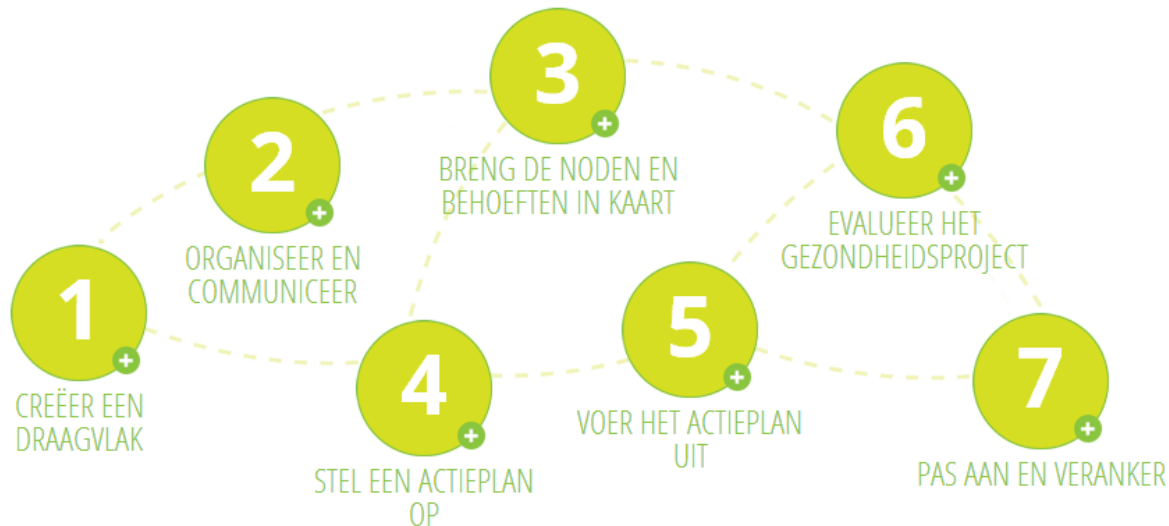 1
CREËER EEN
DRAAGVLAK
2
ORGANISEER EN
COMMUNICEER
3
BRENG DE NODEN EN
BEHOEFTEN IN KAART
4
STEL EEN ACTIEPLAN
OP
5
VOER HET ACTIEPLAN
UIT
6
EVALUEER HET
GEZONDHEIDSPROJECT
7
PAS AAN EN VERANKER